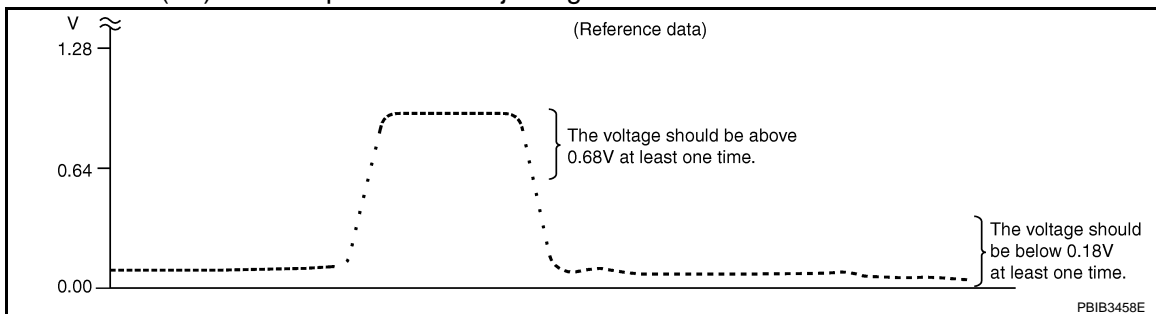 V
(Reference data)
1.28
The voltage should be above
0.68V at least one time.
0.64
The voltage should
be below 0.18V
at least one time.
0.00
PBIB3458E